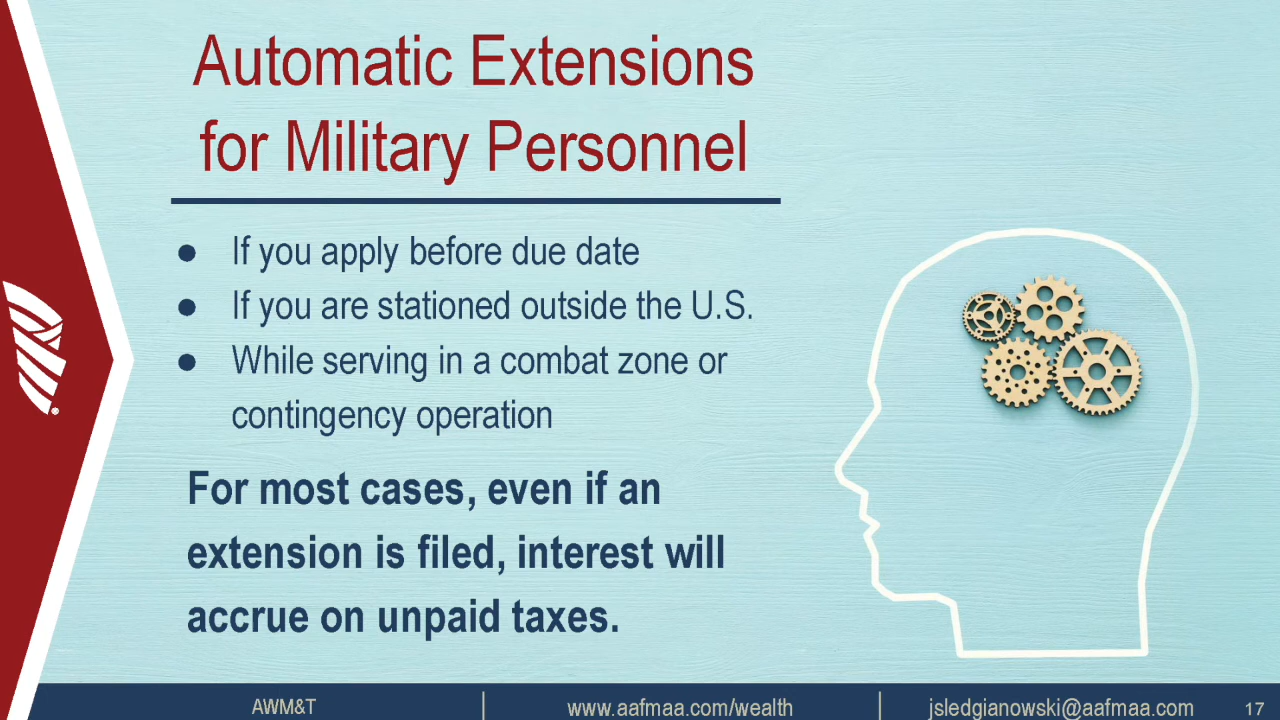 Automatic Extensions
for Military Personnel
● If you apply before due date
● If you are stationed outside the U.S.
● While serving in a combat zone or
contingency operation
For most cases, even if an
extension is filed, interest will
accrue on unpaid taxes.
AWM&T | www.aafmaa.com/wealth | jsledgianowski@aafmaa.com 17